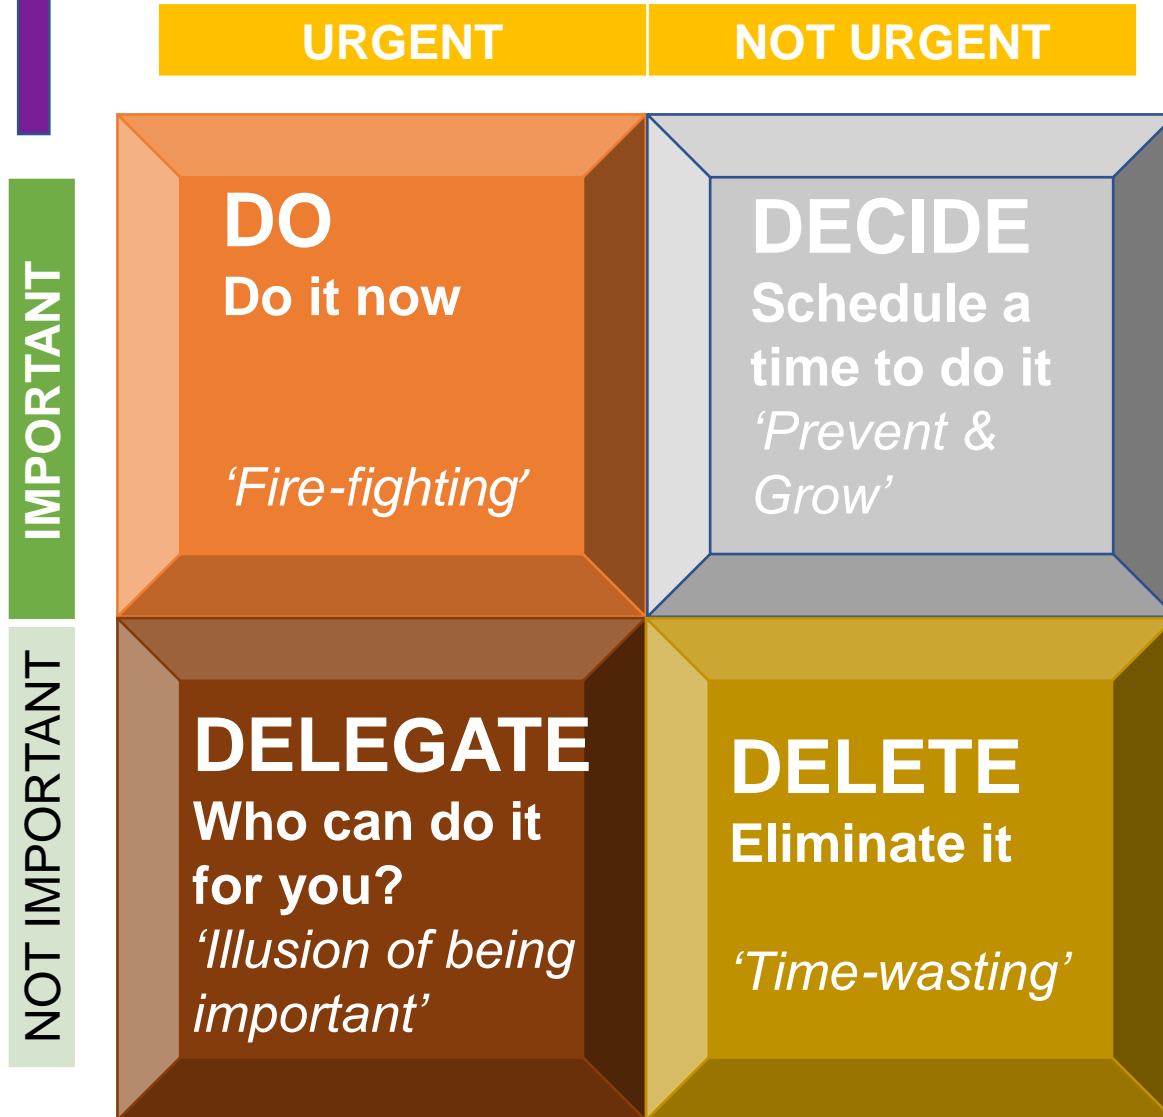 URGENT
NOT URGENT
IMPORTANT
DO
Do it now
‘Fire-fighting’
DECIDE
Schedule a
time to do it
‘Prevent &
Grow’
NOT IMPORTANT
DELEGATE
Who can do it
for you?
‘Illusion of being
important’
DELETE
Eliminate it
‘Time-wasting’